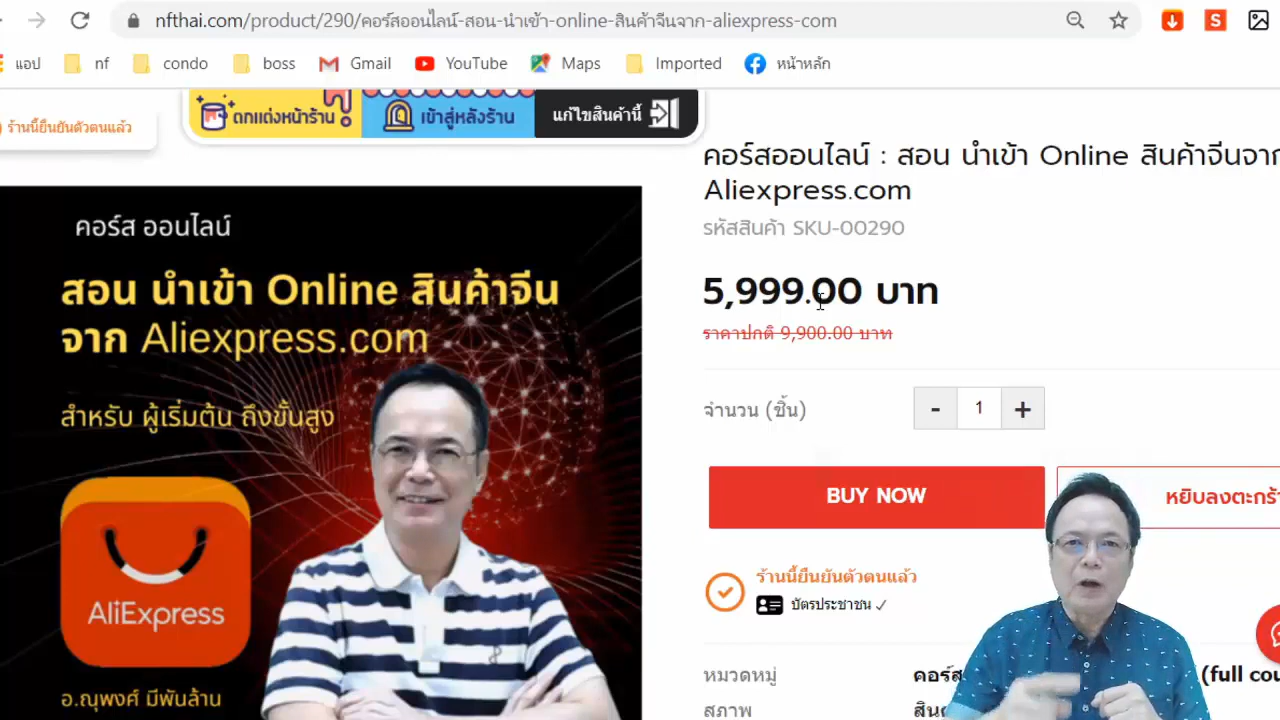 nfthai.com/product/290/คอร์สออนไลน์-สอน-นำเข้า-online-สินค้าจีนจาก-aliexpress-com
แอป nf condo boss Gmail YouTube Maps Imported หน้าหลัก
ร้านนี้ยืนยันตัวตนแล้ว
ตกแต่งหน้าร้าน เข้าสู่หลังร้าน แก้ไขสินค้านี้
คอร์ส ออนไลน์
สอน นำเข้า Online สินค้าจีน
จาก Aliexpress.com
สำหรับ ผู้เริ่มต้น ถึงขั้นสูง
AliExpress
อ.ณุพงศ์ มีพันล้าน
คอร์สออนไลน์ : สอน นำเข้า Online สินค้าจีนจาก
Aliexpress.com
รหัสสินค้า SKU-00290
5,999.00 บาท
ราคาปกติ 9,900.00 บาท
จำนวน (ชิ้น) - 1 +
BUY NOW หยิบลงตะกร้า
ร้านนี้ยืนยันตัวตนแล้ว
บัตรประชาชน ✓
หมวดหมู่ คอร์ส (full cou
สภาพ